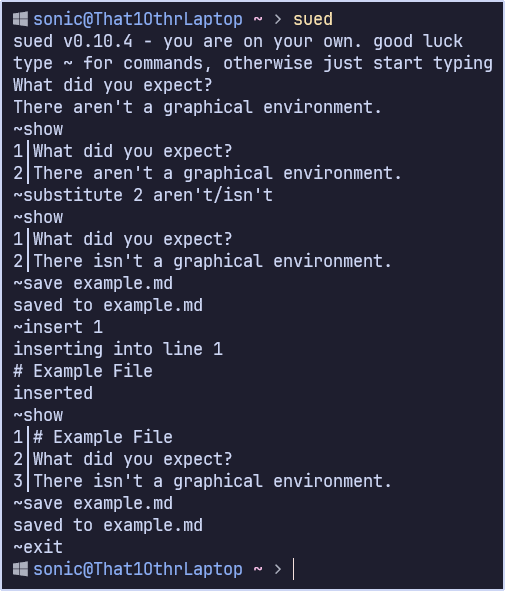 sonic@That1OthrLaptop ~ > sued
sued v0.10.4 - you are on your own. good luck
type ~ for commands, otherwise just start typing
What did you expect?
There aren't a graphical environment.
~show
1│What did you expect?
2│There aren't a graphical environment.
~substitute 2 aren't/isn't
~show
1│What did you expect?
2│There isn't a graphical environment.
~save example.md
saved to example.md
~insert 1
inserting into line 1
# Example File
inserted
~show
1│# Example File
2│What did you expect?
3│There isn't a graphical environment.
~save example.md
saved to example.md
~exit
sonic@That1OthrLaptop ~ >